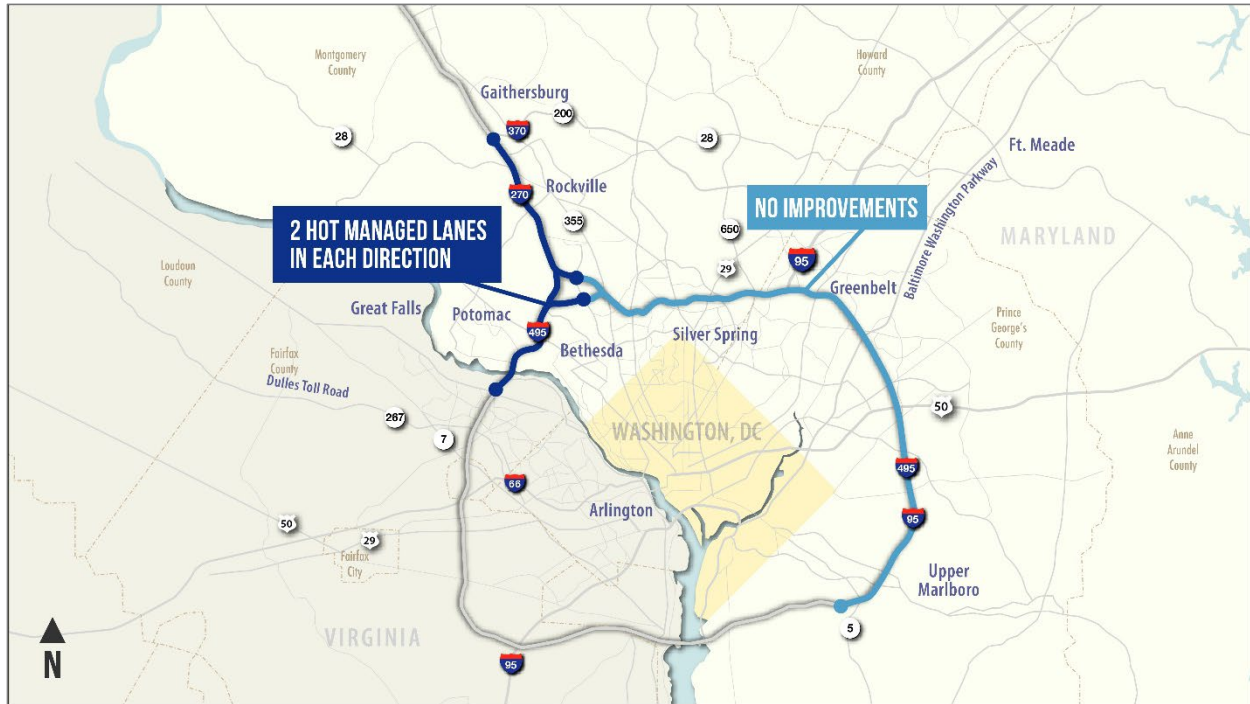 Montgomery
County
Howard
County
Gaithersburg
370
200
28
28
Ft. Meade
270
Rockville
Baltimore Washington Parkway
355
NO IMPROVEMENTS
2 HOT MANAGED LANES
IN EACH DIRECTION
650
29
95
MARYLAND
Loudoun
County
Greenbelt
Great Falls
Potomac
495
Bethesda
Silver Spring
Prince
George's
County
Fairfax
County
Dulles Toll Road
267
7
50
WASHINGTON, DC
Anne
Arundel
County
66
495
Arlington
95
50
29
Fairfax
City
Upper
Marlboro
5
VIRGINIA
95
N